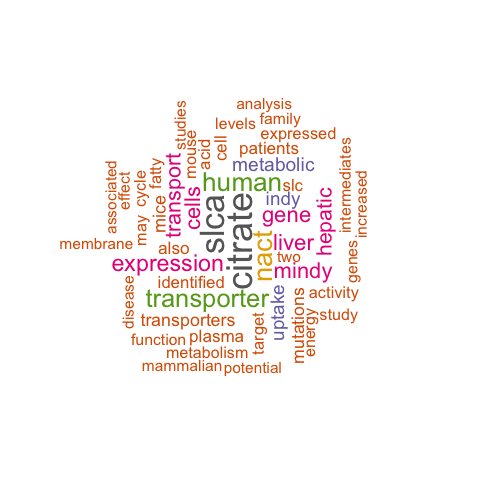 analysis
studies
levels
family
mouse
acid
cell
expressed
patients
intermediates
associated
effect
cycle
fatty
transport
metabolic
human
slc
increased
may
mice
cells
slca
citrate
indy
gene
hepatic
membrane
also
nact
liver
expression
two
mindy
genes
identified
disease
transporter
uptake
activity
mutations
transporters
target
energy
study
function
plasma
metabolism
mammalian
potential